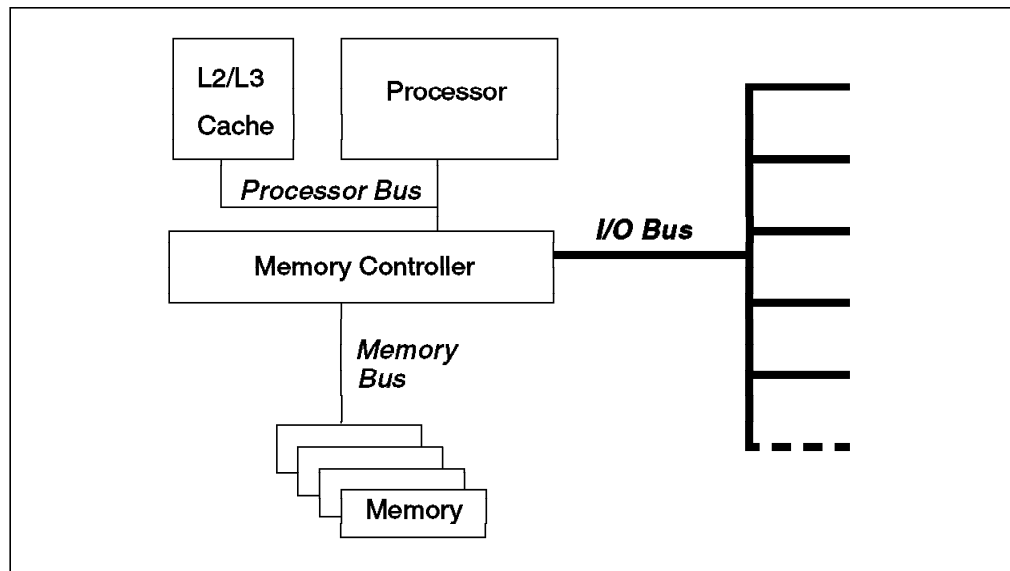 L2/L3
Cache
Processor
Processor Bus
I/O Bus
Memory Controller
Memory
Bus
Memory